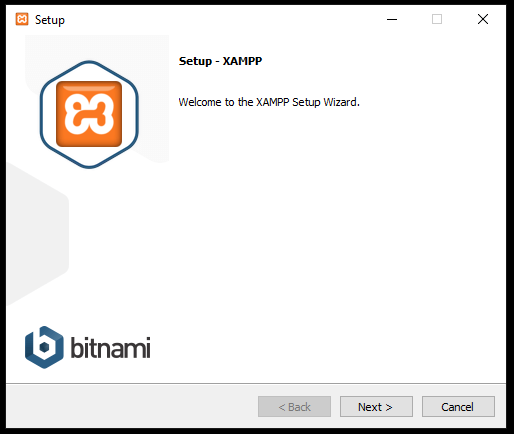 Setup
Setup - XAMPP
Welcome to the XAMPP Setup Wizard.
bitnami
< Back
Next >
Cancel